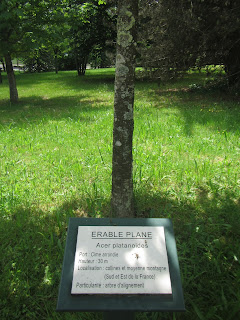 ERABLE PLANE
Acer platanoides
Port : Cime arrondie
Hauteur : 30 m
Localisation : collines et moyenne montagne
(Sud et Est de la France)
Particularité : arbre d'alignement